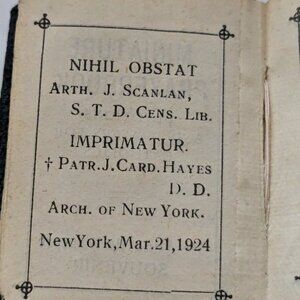 NIHIL OBSTAT
ARTH. J. SCANLAN,
S. T. D. CENS. LIB.
IMPRIMATUR.
† PATR.J.CARD.HAYES
D. D.
ARCH. OF NEW YORK.
New York, Mar. 21, 1924